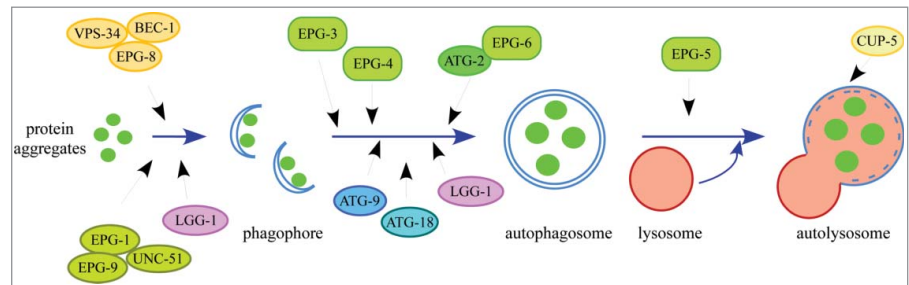 VPS-34
BEC-1
EPG-8
EPG-3
EPG-4
ATG-2
EPG-6
EPG-5
CUP-5
protein
aggregates
EPG-1
EPG-9
UNC-51
LGG-1
phagophore
ATG-9
ATG-18
LGG-1
autophagosome
lysosome
autolysosome